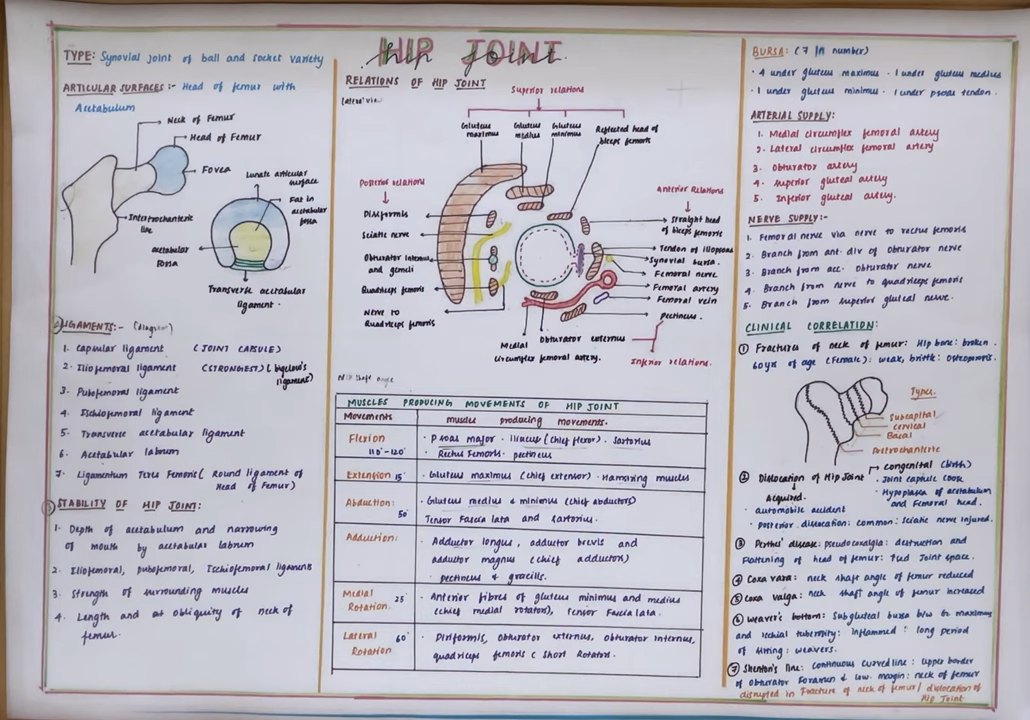 HIP JOINT
TYPE: Synovial joint of ball and socket variety
ARTICULAR SURFACES :- Head of femur with
Acetabulum
Neck of Femur
Head of Femur
Fovea
Intertrochanteric
line
Lunate articular
surface
Fat in
acetabular
fossa
acetabular
fossa
Transverse acetabular
ligament.
2 LIGAMENTS:- (diagram)
1. Capsular ligament (JOINT CAPSULE)
2. Iliofemoral ligament (STRONGEST) (bigelow's
ligament)
3. Pubofemoral ligament
4. Ischiofemoral ligament
5. Transverse acetabular ligament
6. Acetabular labrum
7. Ligamentum Teres Femoris ( Round ligament of
Head of Femur)
3 STABILITY OF HIP JOINT:
1. Depth of acetabulum and narrowing
of mouth by acetabular labrum
2. Iliofemoral, pubofemoral, Ischiofemoral ligaments
3. Strength of surrounding muscles
4. Length and at obliquity of neck of
femur.
RELATIONS OF HIP JOINT
lateral view
Superior relations
Gluteus
maximus
Gluteus
medius
Gluteus
minimus
Reflected head of
biceps femoris
Posterior relations
Sciatic nerve
Obturator internus
and gemeli
Quadriceps femoris
Nerve to
Quadriceps femoris
Anterior Relations
Straight head
of biceps femoris
Tendon of iliopsoas
Synovial bursa.
Femoral nerve
Femoral artery
Femoral vein
Pectineus.
Medial
circumflex femoral artery.
Obturator externus
Inferior relations.
Neck shaft angle
MUSCLES PRODUCING MOVEMENTS OF HIP JOINT
Movements muscles producing movements.
Flexion
110°-120°
· Psoas major · Iliacus (chief flexor) · Sartorius
· Rectus Femoris · pectineus
Extension 15° · Gluteus maximus (chief extensor) · Hamsring muscles
Abduction:
50°
· Gluteus medius & minimus (chief abductors)
Tensor Fascia lata and Sartorius.
Adduction:
· Adductor longus, adductor brevis and
adductor magnus (chief adductors)
· pectineus & gracills.
Medial
Rotation. 25°
· Anterior fibres of gluteus minimus and medius
(chief medial rotators), Tensor Fascia lata.
Lateral
Rotation 60°
· Piriformis, obturator externus, obturator internus,
quadriceps femoris c short Rotators.
BURSA: (7 In number)
· 4 under gluteus maximus · 1 under gluteus medius
· 1 under gluteus minimus · 1 under psoas tendon.
ARTERIAL SUPPLY:
1. Medial circumflex femoral artery
2. Lateral circumflex femoral artery
3. Obturator artery
4. Superior gluteal artery
5. Inferior gluteal artery.
NERVE SUPPLY:-
1. Femoral nerve via nerve to rectus femoris
2. Branch from ant div of obturator nerve
3. Branch from acc. obturator nerve
4. Branch from nerve to quadriceps femoris
5. Branch from superior gluteal nerve.
CLINICAL CORRELATION:
1 Fractures of neck of femur: Hip bone: broken.
60 yrs of age (female): weak, brittle: osteoporosis.
Types.
Subcapital
cervical
Basal
Pretrochanteric
2 Dislocation of Hip Joint
congenital (birth)
· Joint capsule loose
· Hypoplasia of acetabulum
and Femoral head.
acquired.
· automobile accident
· posterior dislocation: common: sciatic nerve injured.
3 Perthes' disease: pseudocoxalgia: destruction and
Flattening of head of femur: ↑sed Joint space.
4 Coxa vara: neck shaft angle of femur reduced
5 Coxa valga: neck shaft angle of femur increased
6 Weaver's bottom: Subgluteal bursa b/w G. maximus
and Ischial tuberosity: inflammed: long period
of sitting: weavers.
7 Shenton's line: continuous curved line: upper border
of obturator Foramen & low. margin: neck of femur
disrupted in Fracture of neck of femur/ dislocation of
Hip Joint